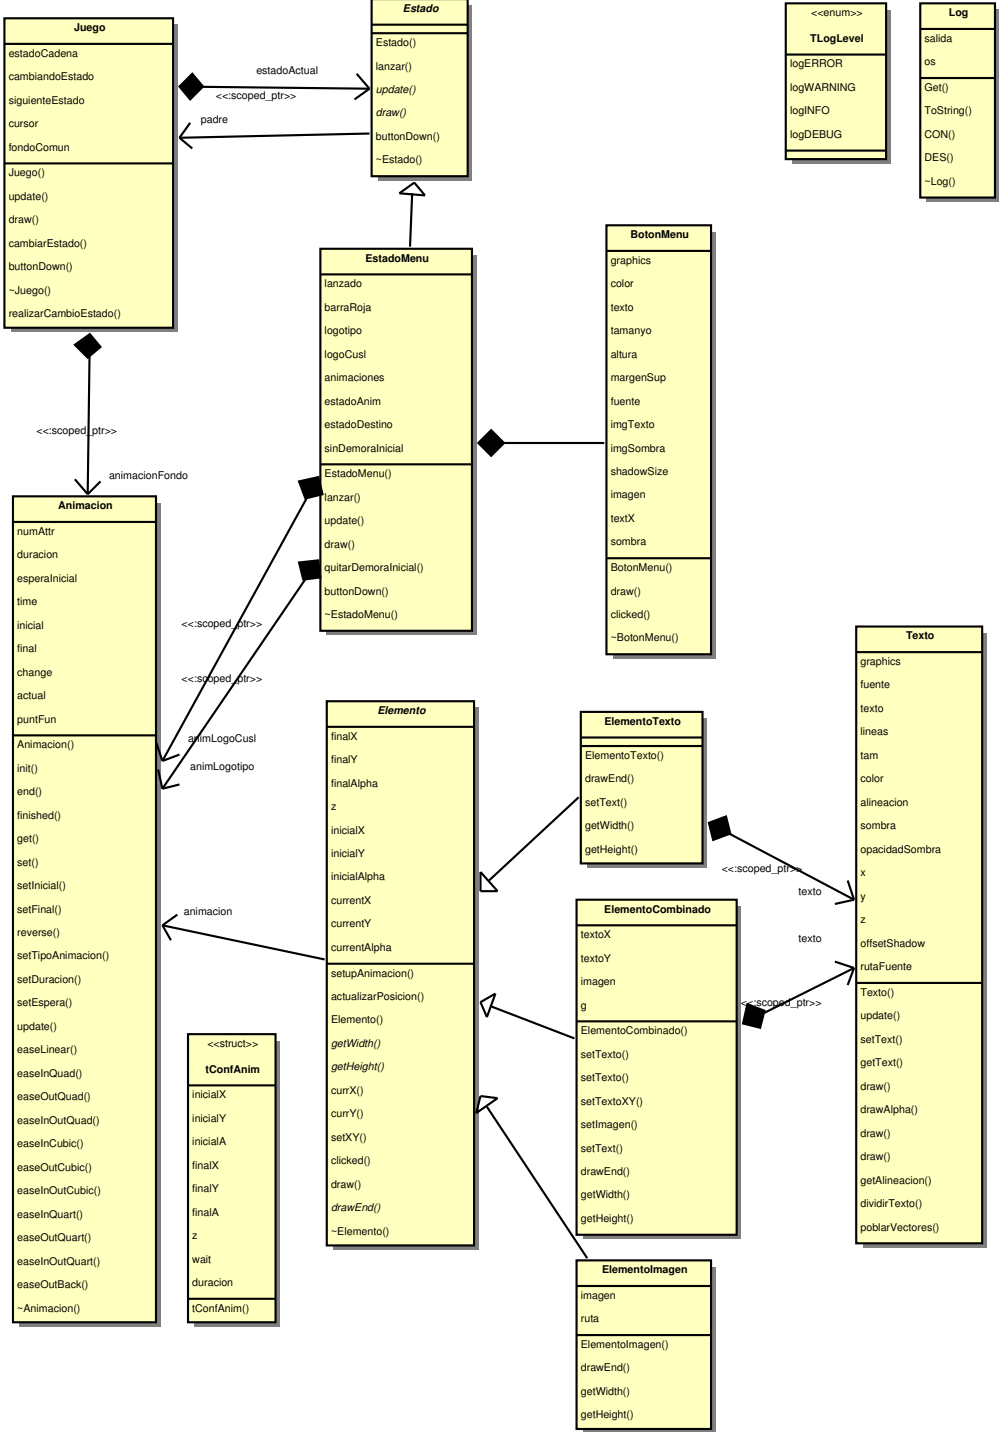 Juego
estadoCadena
cambiandoEstado
siguienteEstado
cursor
fondoComun
Juego()
update()
draw()
cambiarEstado()
buttonDown()
~Juego()
realizarCambioEstado()
estadoActual
<<:scoped_ptr>>
padre
Estado
Estado()
lanzar()
update()
draw()
buttonDown()
~Estado()
<<enum>>
TLogLevel
logERROR
logWARNING
logINFO
logDEBUG
Log
salida
os
Get()
ToString()
CON()
DES()
~Log()
EstadoMenu
lanzado
barraRoja
logotipo
logoCusl
animaciones
estadoAnim
estadoDestino
sinDemoraInicial
EstadoMenu()
lanzar()
update()
draw()
quitarDemoraInicial()
buttonDown()
~EstadoMenu()
BotonMenu
graphics
color
texto
tamanyo
altura
margenSup
fuente
imgTexto
imgSombra
shadowSize
imagen
textX
sombra
BotonMenu()
draw()
clicked()
~BotonMenu()
<<:scoped_ptr>>
animacionFondo
Animacion
numAttr
duracion
esperaInicial
time
inicial
final
change
actual
puntFun
Animacion()
init()
end()
finished()
get()
set()
setInicial()
setFinal()
reverse()
setTipoAnimacion()
setDuracion()
setEspera()
update()
easeLinear()
easeInQuad()
easeOutQuad()
easeInOutQuad()
easeInCubic()
easeOutCubic()
easeInOutCubic()
easeInQuart()
easeOutQuart()
easeInOutQuart()
easeOutBack()
~Animacion()
<<:scoped_ptr>>
<<:scoped_ptr>>
animLogoCusl
animLogotipo
animacion
<<struct>>
tConfAnim
inicialX
inicialY
inicialA
finalX
finalY
finalA
z
wait
duracion
tConfAnim()
Elemento
finalX
finalY
finalAlpha
z
inicialX
inicialY
inicialAlpha
currentX
currentY
currentAlpha
setupAnimacion()
actualizarPosicion()
Elemento()
getWidth()
getHeight()
currX()
currY()
setXY()
clicked()
draw()
drawEnd()
~Elemento()
ElementoTexto
ElementoTexto()
drawEnd()
setText()
getWidth()
getHeight()
<<:scoped_ptr>>
texto
texto
<<:scoped_ptr>>
ElementoCombinado
textoX
textoY
imagen
g
ElementoCombinado()
setTexto()
setTexto()
setTextoXY()
setImagen()
setText()
drawEnd()
getWidth()
getHeight()
ElementoImagen
imagen
ruta
ElementoImagen()
drawEnd()
getWidth()
getHeight()
Texto
graphics
fuente
texto
lineas
tam
color
alineacion
sombra
opacidadSombra
x
y
z
offsetShadow
rutaFuente
Texto()
update()
setText()
getText()
draw()
drawAlpha()
draw()
draw()
getAlineacion()
dividirTexto()
poblarVectores()